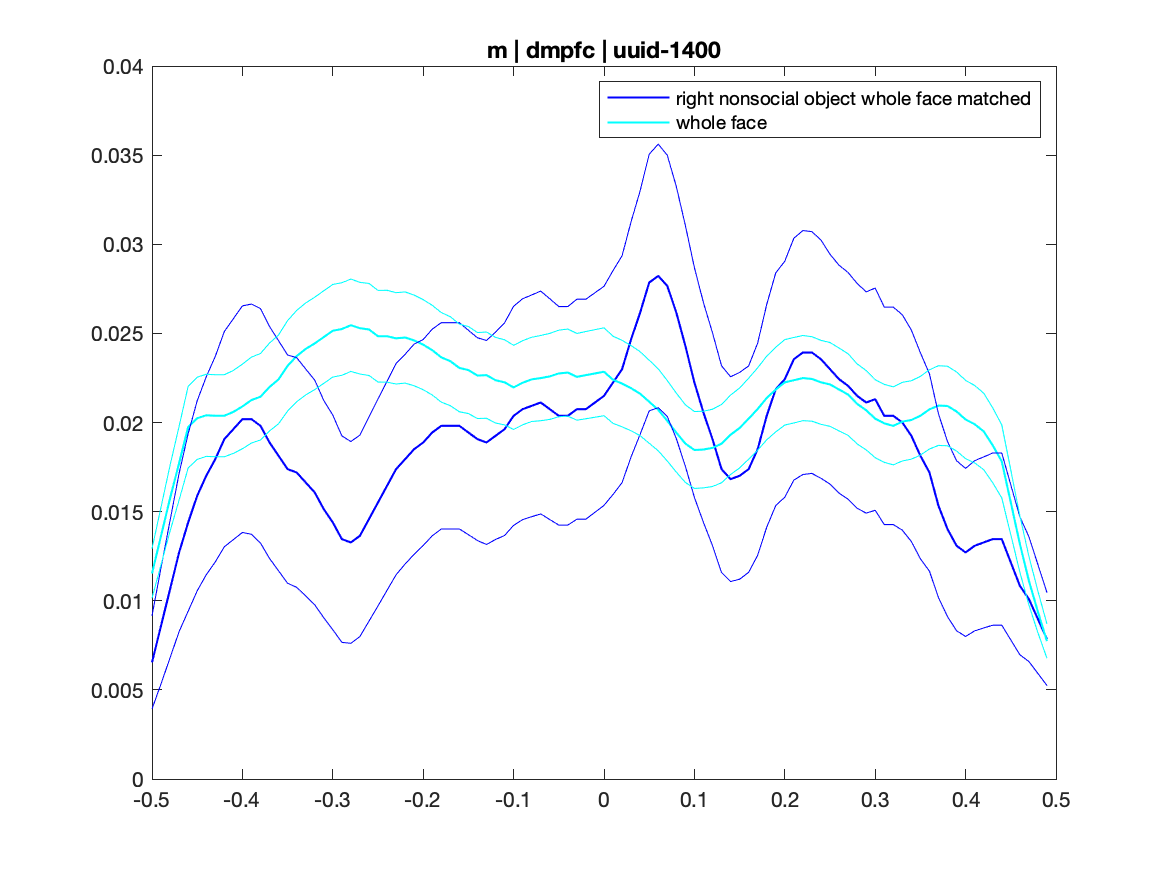 m | dmpfc | uuid-1400
0.04
right nonsocial object whole face matched
whole face
0.035
0.03
0.025
0.02
0.015
0.01
0.005
0
-0.5 -0.4 -0.3 -0.2 -0.1 0 0.1 0.2 0.3 0.4 0.5